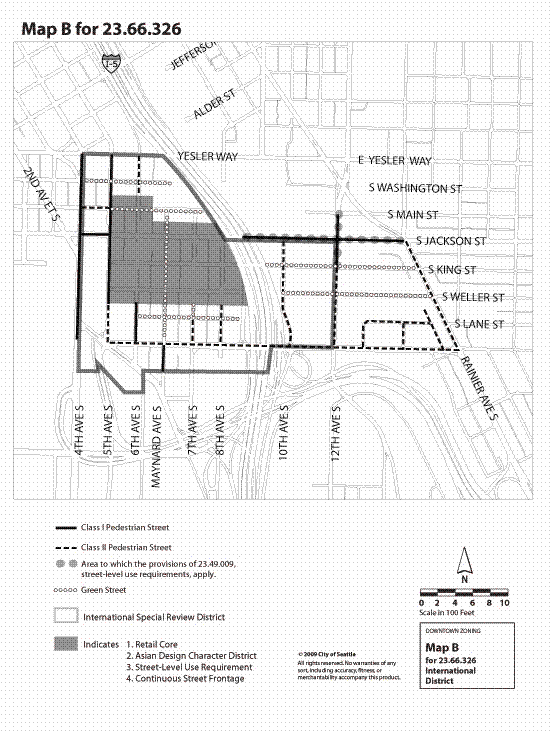 Map B for 23.66.326
I-5
JEFFERSON
ALDER ST
YESLER WAY
E YESLER WAY
2ND AV ET S
S WASHINGTON ST
S MAIN ST
S JACKSON ST
S KING ST
S WELLER ST
S LANE ST
RAINIER AVE S
4TH AVE S
5TH AVE S
6TH AVE S
MAYNARD AVE S
7TH AVE S
8TH AVE S
10TH AVE S
12TH AVE S
Class I Pedestrian Street
Class II Pedestrian Street
Area to which the provisions of 23.49.009,
street-level use requirements, apply.
Green Street
International Special Review District
Indicates 1. Retail Core
2. Asian Design Character District
3. Street-Level Use Requirement
4. Continuous Street Frontage
© 2009 City of Seattle
All rights reserved. No warranties of any
sort, including accuracy, fitness, or
merchantability accompany this product.
N
0 2 4 6 8 10
Scale in 100 Feet
DOWNTOWN ZONING
Map B
for 23.66.326
International
District